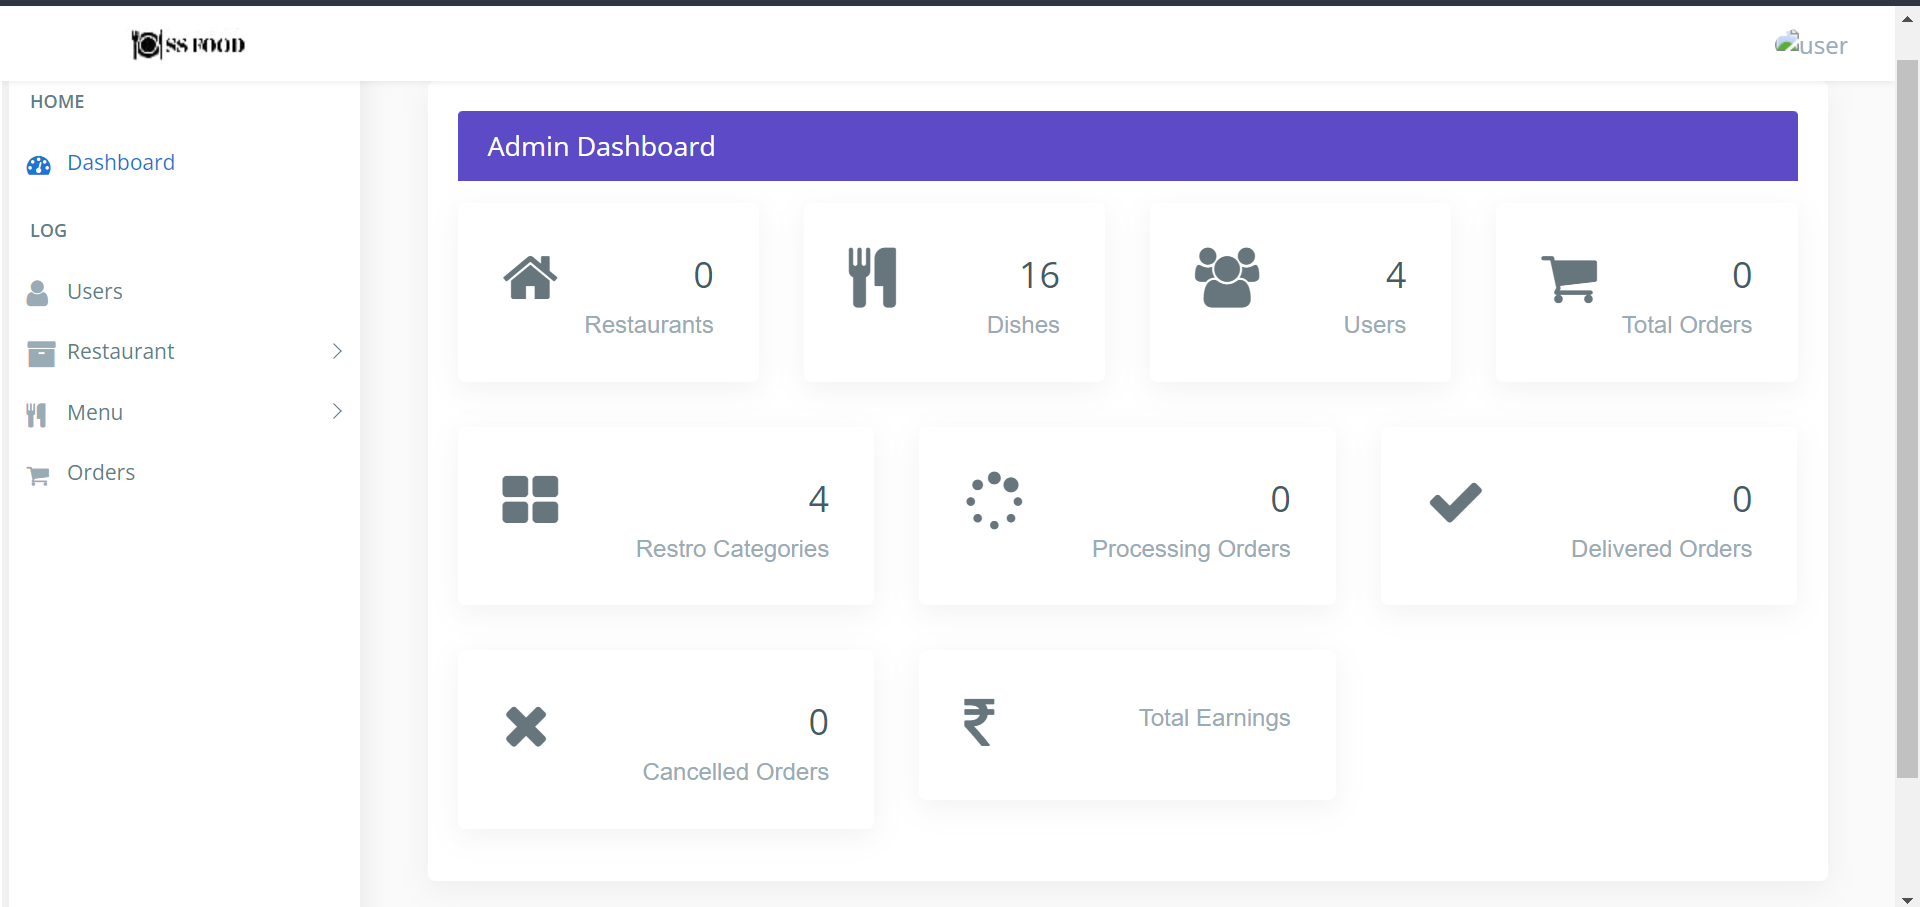 SS FOOD
user
HOME
Dashboard
LOG
Users
Restaurant
Menu
Orders
Admin Dashboard
0
Restaurants
16
Dishes
4
Users
0
Total Orders
4
Restro Categories
0
Processing Orders
0
Delivered Orders
0
Cancelled Orders
₹
Total Earnings